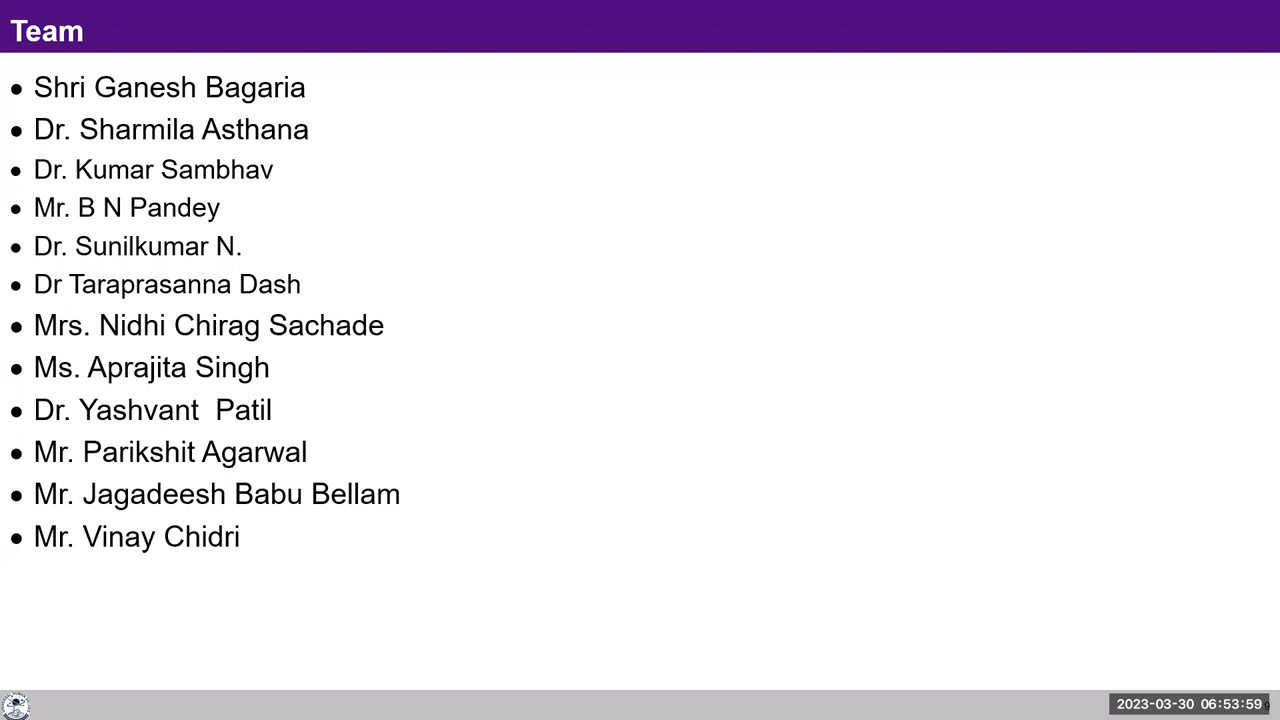 Team
• Shri Ganesh Bagaria
• Dr. Sharmila Asthana
• Dr. Kumar Sambhav
• Mr. B N Pandey
• Dr. Sunilkumar N.
• Dr Taraprasanna Dash
• Mrs. Nidhi Chirag Sachade
• Ms. Aprajita Singh
• Dr. Yashvant  Patil
• Mr. Parikshit Agarwal
• Mr. Jagadeesh Babu Bellam
• Mr. Vinay Chidri
2023-03-30 06:53:59